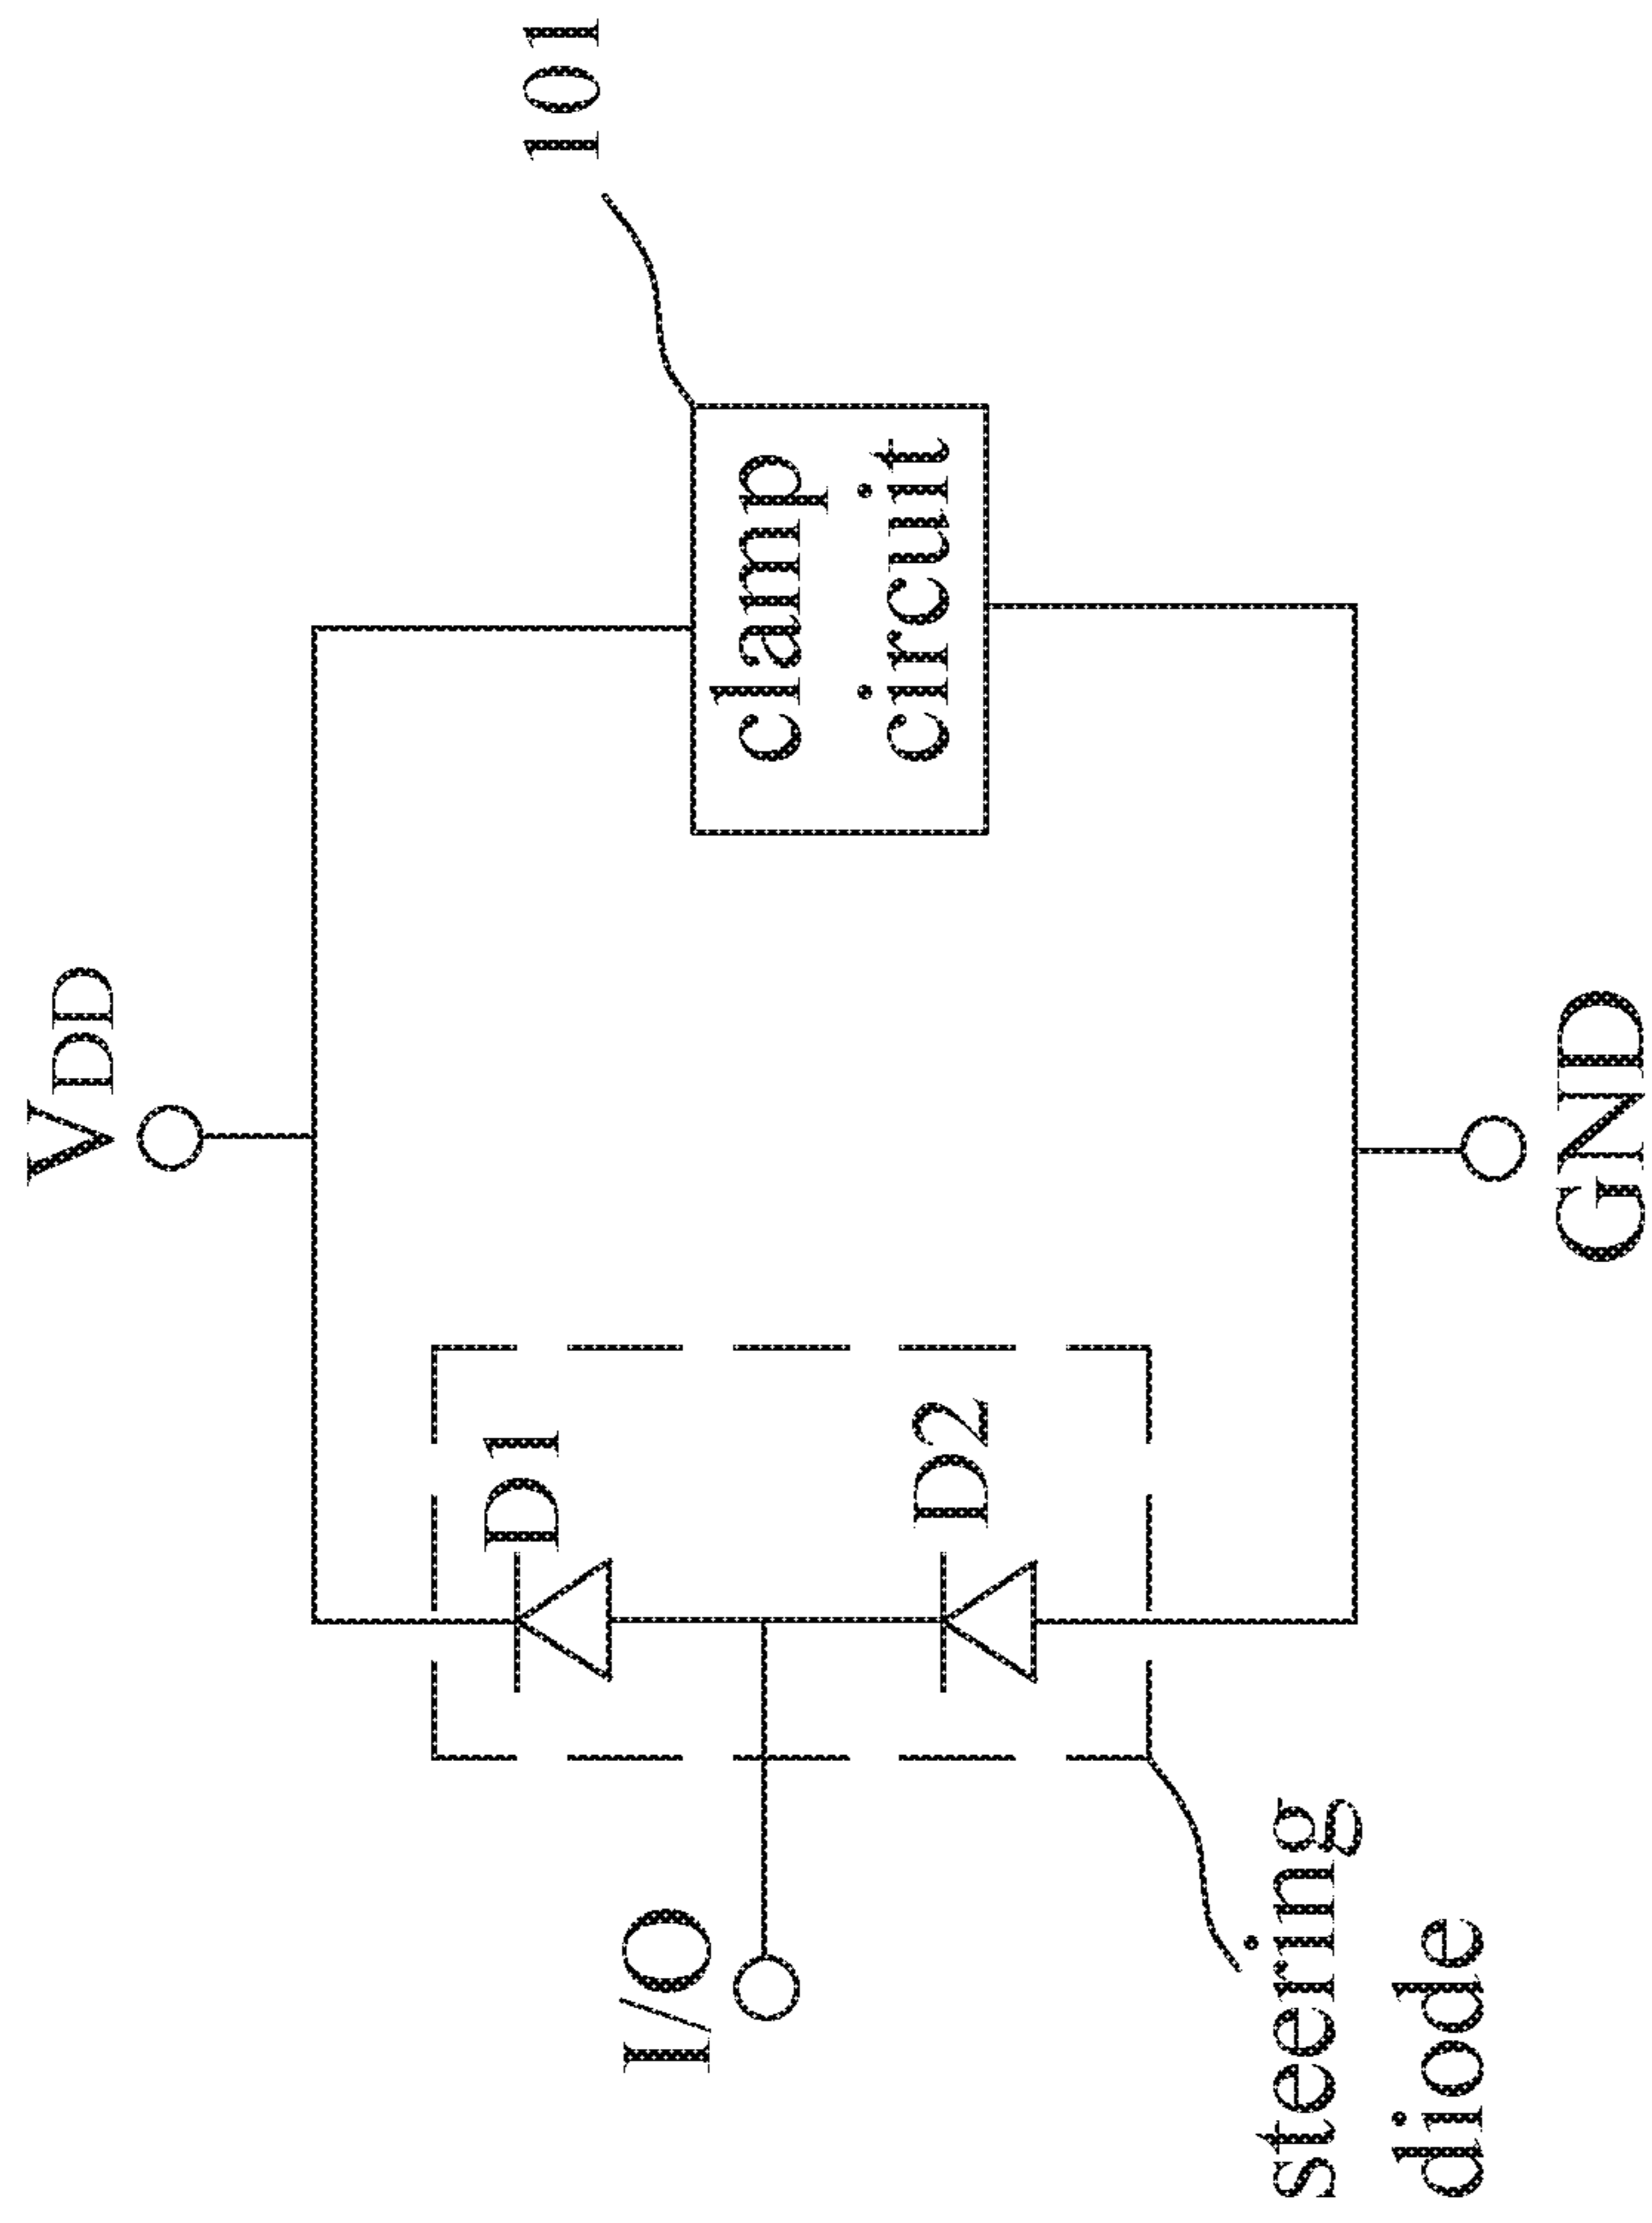 VDD
101
D1
I/O
clamp
circuit
D2
steering
diode
GND